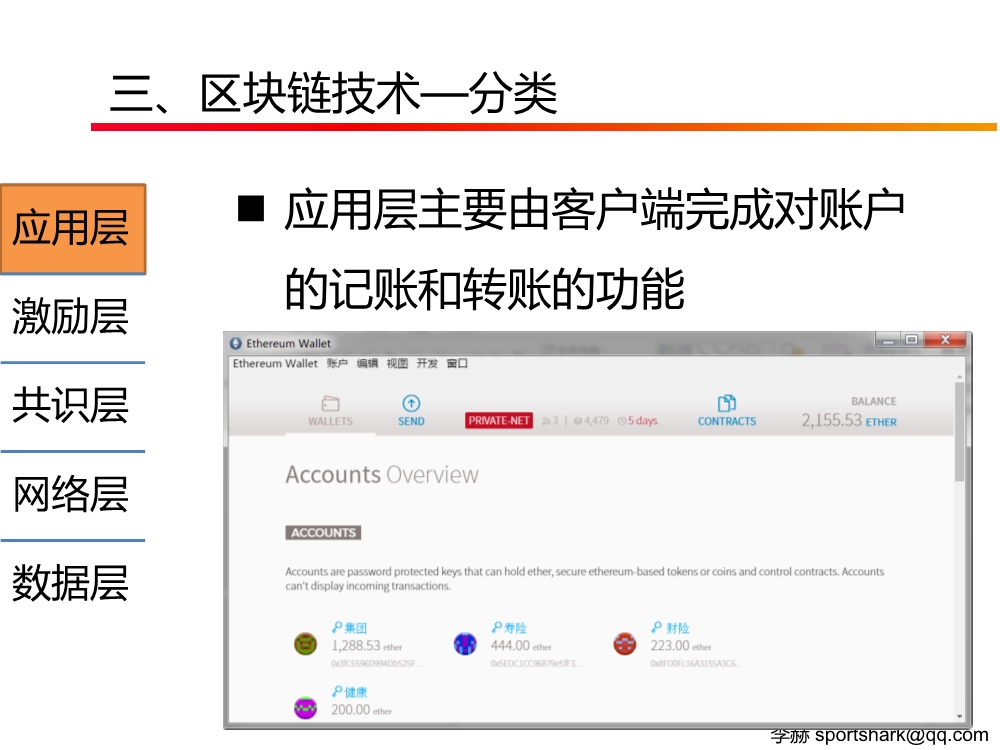 三、区块链技术—分类
应用层
激励层
共识层
网络层
数据层
■ 应用层主要由客户端完成对账户
的记账和转账的功能
Ethereum Wallet
Ethereum Wallet 账户 编辑 视图 开发 窗口
WALLETS
SEND
PRIVATE-NET 3 | 4,479 5 days
CONTRACTS
BALANCE
2,155.53 ETHER
Accounts Overview
ACCOUNTS
Accounts are password protected keys that can hold ether, secure ethereum-based tokens or coins and control contracts. Accounts
can't display incoming transactions.
集团
1,288.53 ether
寿险
444.00 ether
财险
223.00 ether
健康
200.00 ether
李赫 sportshark@qq.com